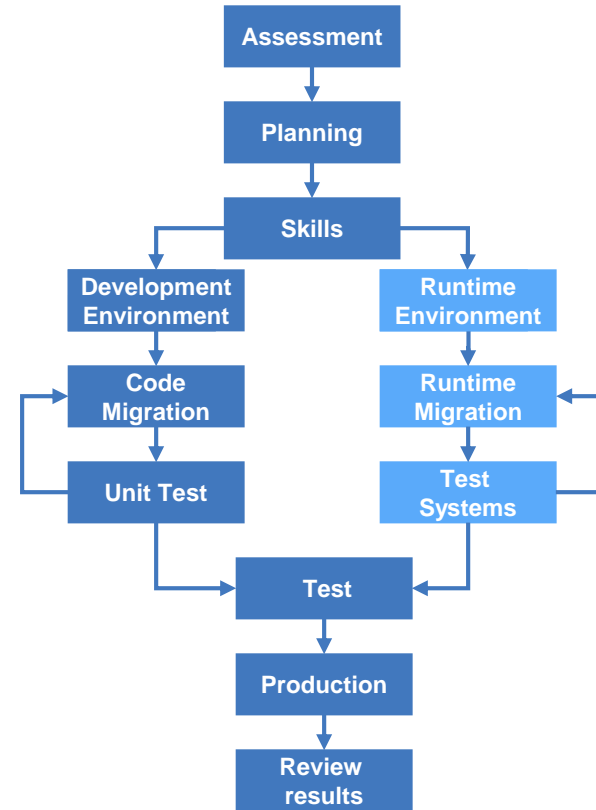 Assessment
Planning
Skills
Development
Environment
Runtime
Environment
Code
Migration
Runtime
Migration
Unit Test
Test
Systems
Test
Production
Review
results